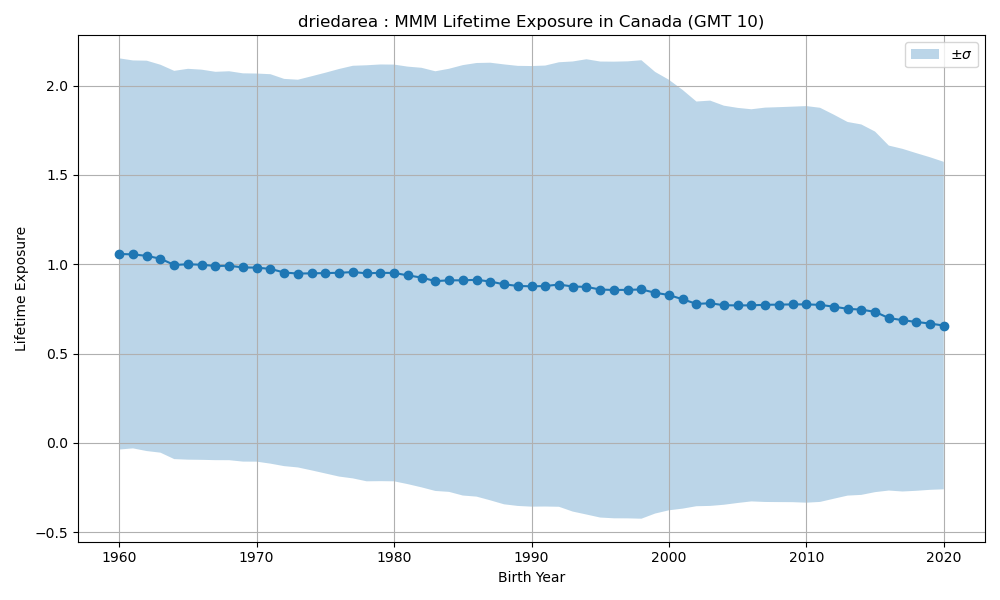 driedarea : MMM Lifetime Exposure in Canada (GMT 10)
±σ
2.0
1.5
1.0
0.5
0.0
−0.5
Lifetime Exposure
1960 1970 1980 1990 2000 2010 2020
Birth Year